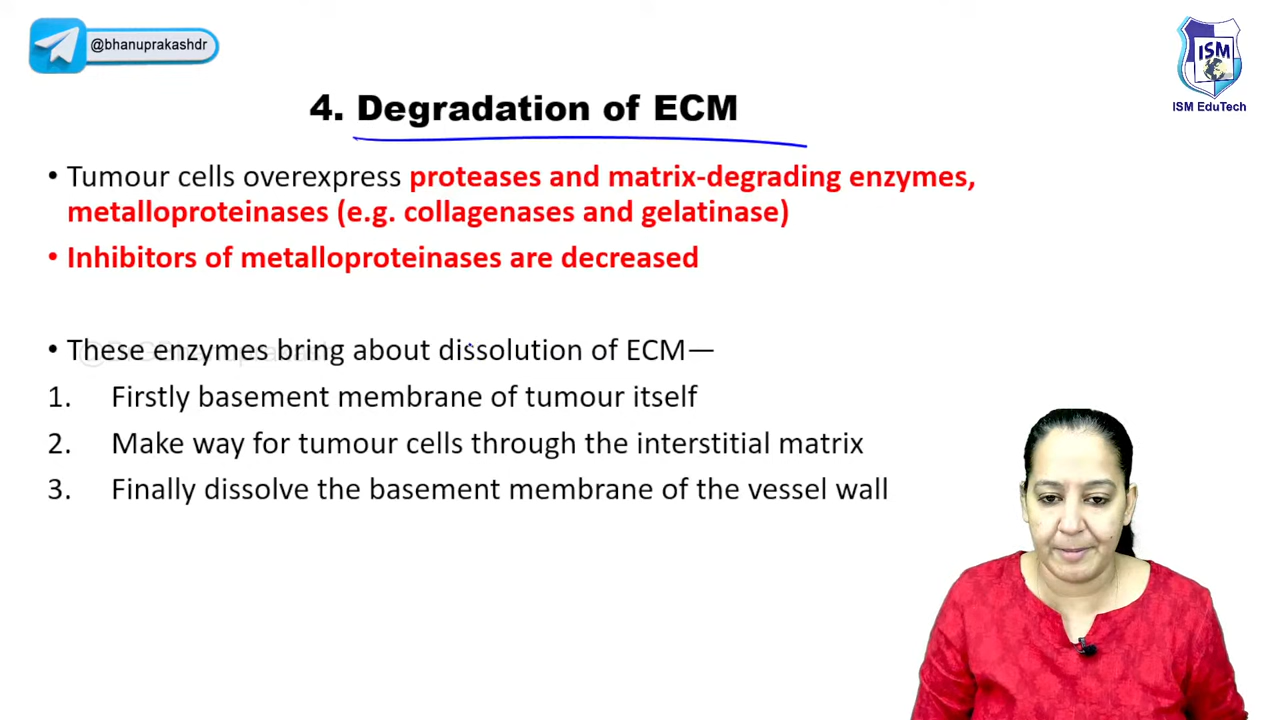 @bhanuprakashdr
ISM
ISM EduTech
4. Degradation of ECM
• Tumour cells overexpress proteases and matrix-degrading enzymes,
metalloproteinases (e.g. collagenases and gelatinase)
• Inhibitors of metalloproteinases are decreased
• These enzymes bring about dissolution of ECM—
1. Firstly basement membrane of tumour itself
2. Make way for tumour cells through the interstitial matrix
3. Finally dissolve the basement membrane of the vessel wall